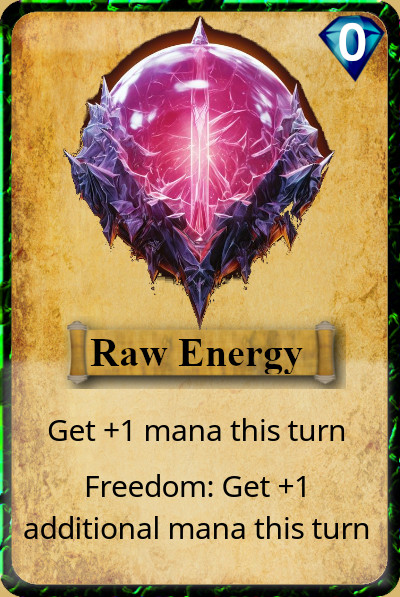 0
Raw Energy
Get +1 mana this turn
Freedom: Get +1
additional mana this turn